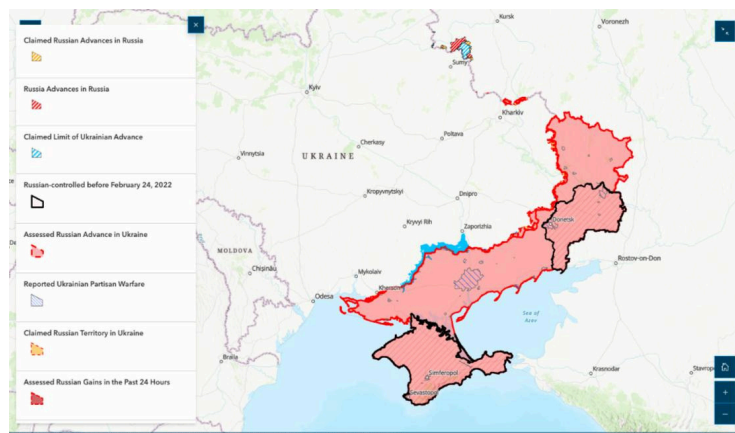 Claimed Russian Advances in Russia
Russia Advances in Russia
Claimed Limit of Ukrainian Advance
Russian-controlled before February 24, 2022
Assessed Russian Advance in Ukraine
Reported Ukrainian Partisan Warfare
Claimed Russian Territory in Ukraine
Assessed Russian Gains in the Past 24 Hours
Kursk
Voronezh
Sumy
Kyiv
Kharkiv
Poltava
Cherkasy
Vinnytsia
UKRAINE
Kropyvnytskyi
Dnipro
Donetsk
Kryvyi Rih
Zaporizhia
MOLDOVA
Rostov-on-Don
Chișinău
Mykolaiv
Kherson
Odesa
Sea of
Azov
Braila
Krasnodar
Simferopol
Sevastopol